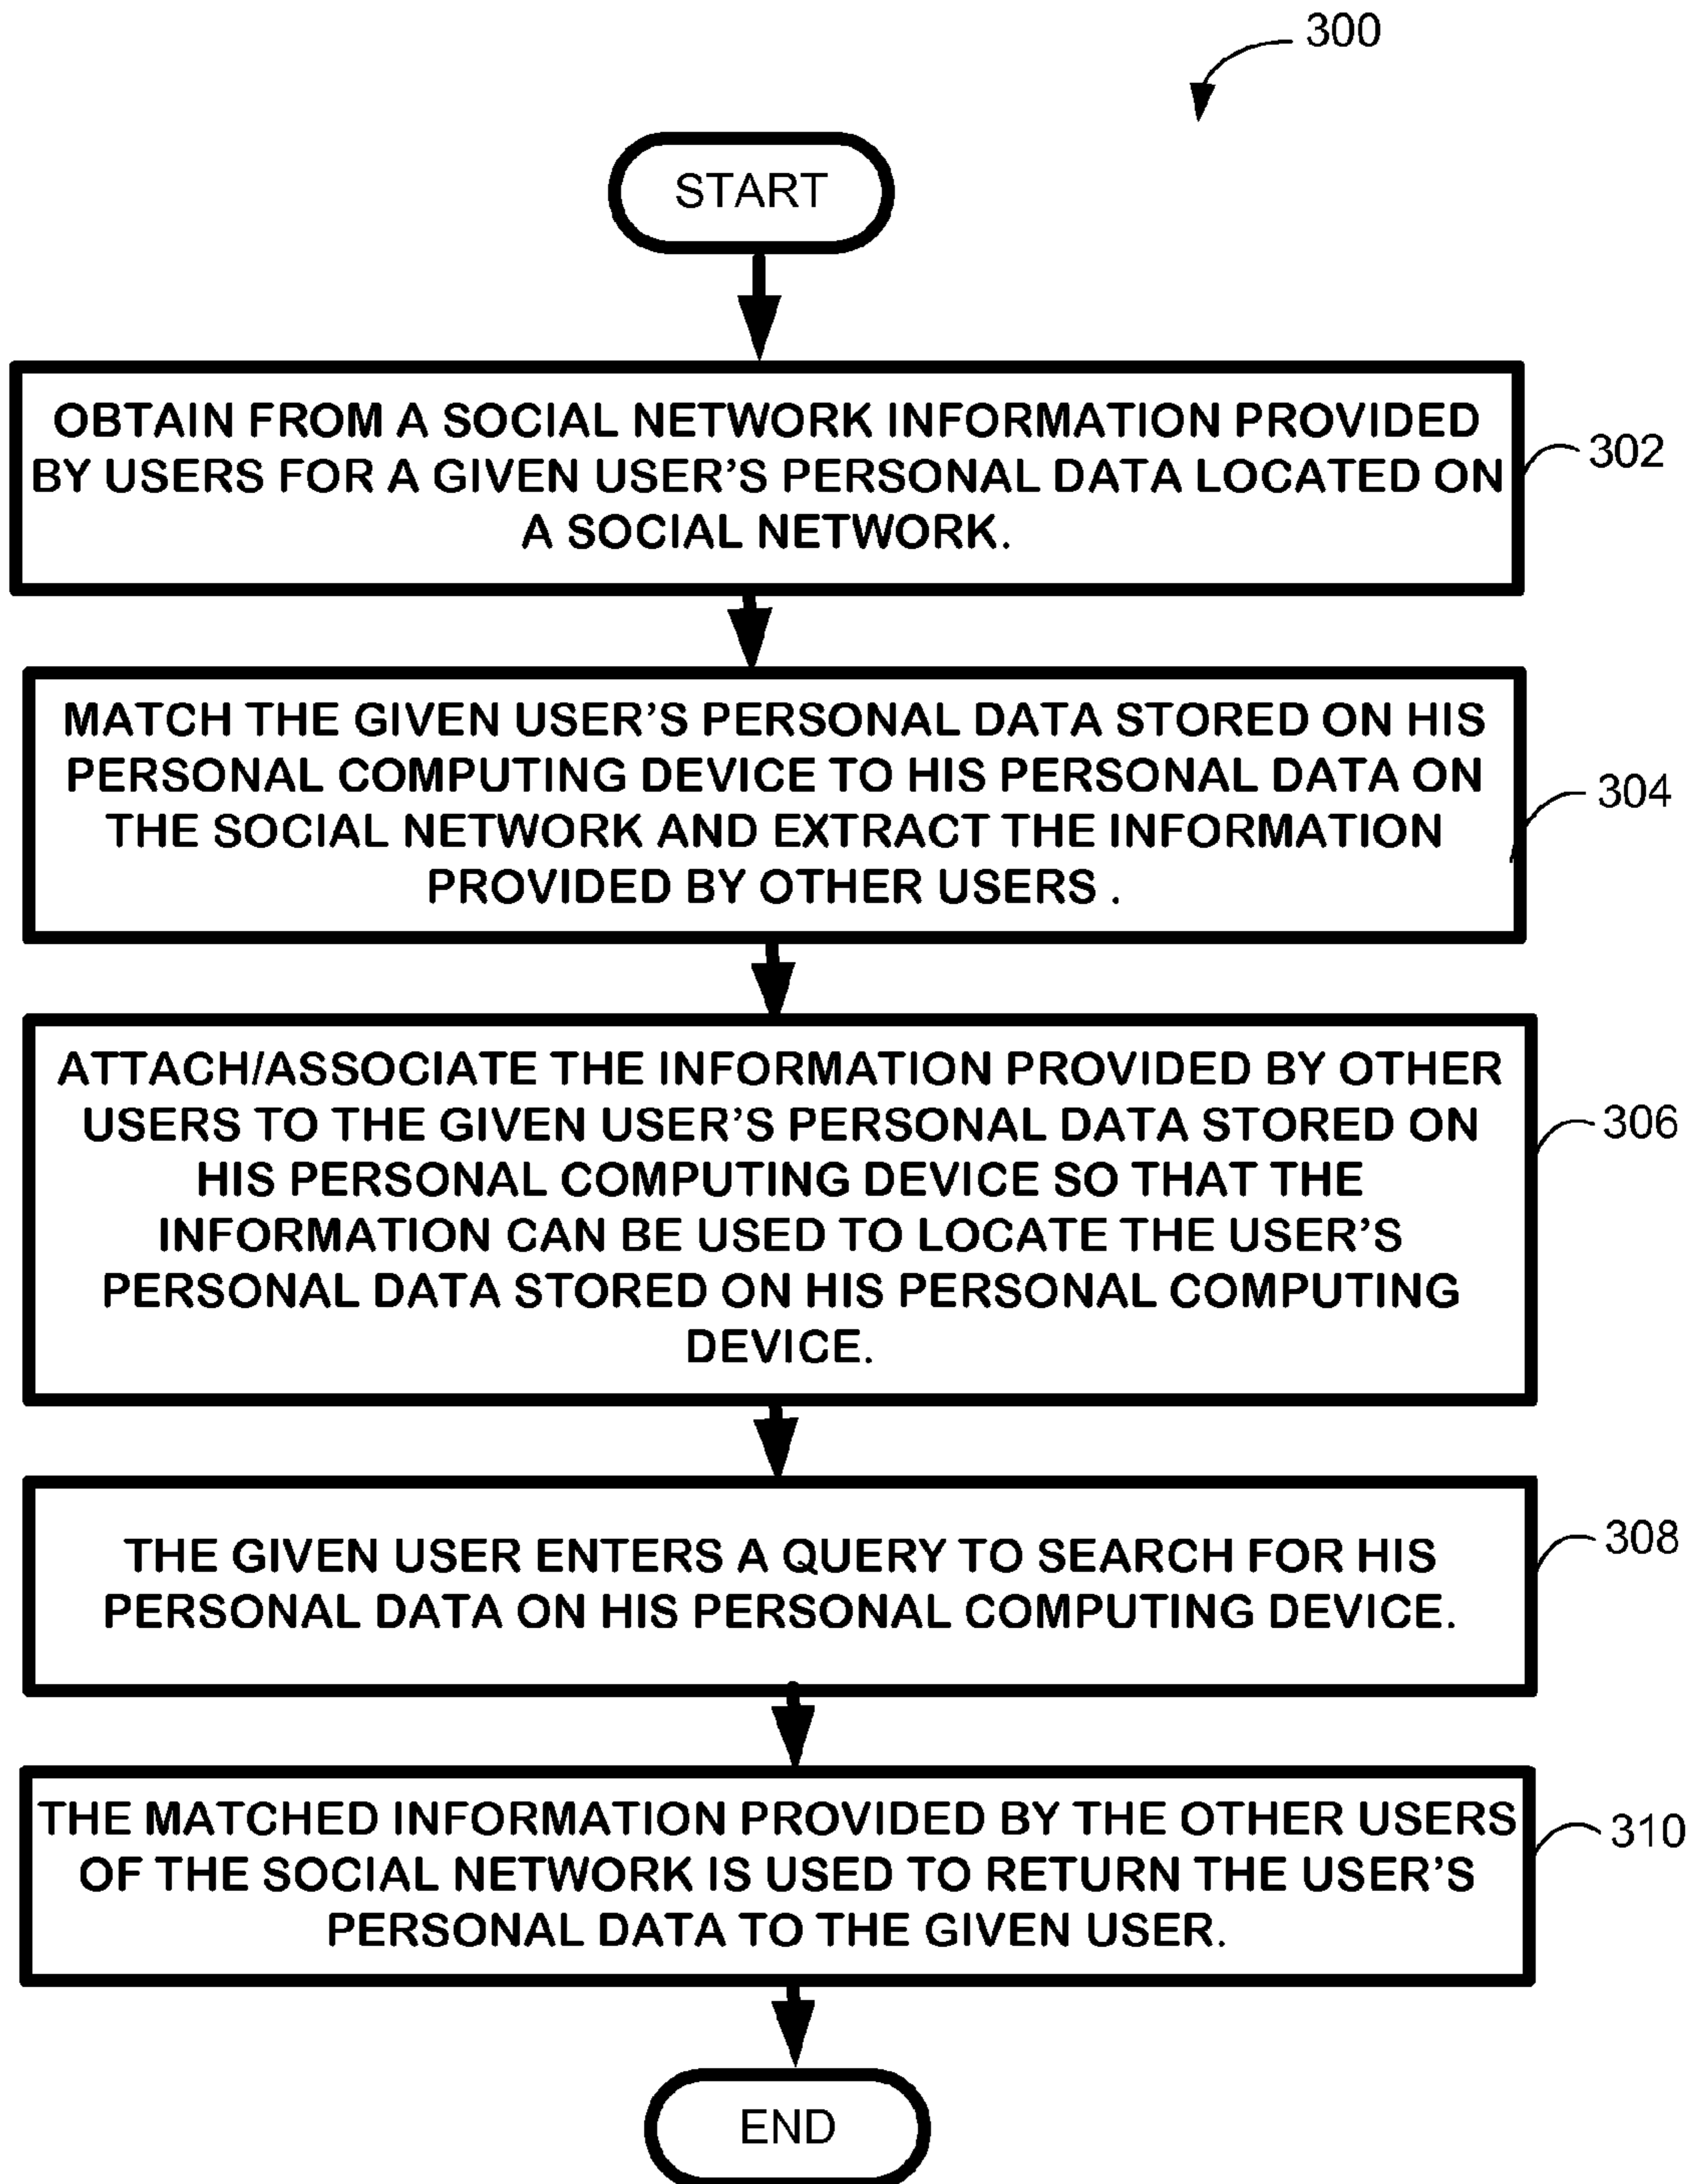 300
START
OBTAIN FROM A SOCIAL NETWORK INFORMATION PROVIDED
BY USERS FOR A GIVEN USER'S PERSONAL DATA LOCATED ON
A SOCIAL NETWORK.
302
MATCH THE GIVEN USER'S PERSONAL DATA STORED ON HIS
PERSONAL COMPUTING DEVICE TO HIS PERSONAL DATA ON
THE SOCIAL NETWORK AND EXTRACT THE INFORMATION
PROVIDED BY OTHER USERS .
304
ATTACH/ASSOCIATE THE INFORMATION PROVIDED BY OTHER
USERS TO THE GIVEN USER'S PERSONAL DATA STORED ON
HIS PERSONAL COMPUTING DEVICE SO THAT THE
INFORMATION CAN BE USED TO LOCATE THE USER'S
PERSONAL DATA STORED ON HIS PERSONAL COMPUTING
DEVICE.
306
THE GIVEN USER ENTERS A QUERY TO SEARCH FOR HIS
PERSONAL DATA ON HIS PERSONAL COMPUTING DEVICE.
308
THE MATCHED INFORMATION PROVIDED BY THE OTHER USERS
OF THE SOCIAL NETWORK IS USED TO RETURN THE USER'S
PERSONAL DATA TO THE GIVEN USER.
310
END